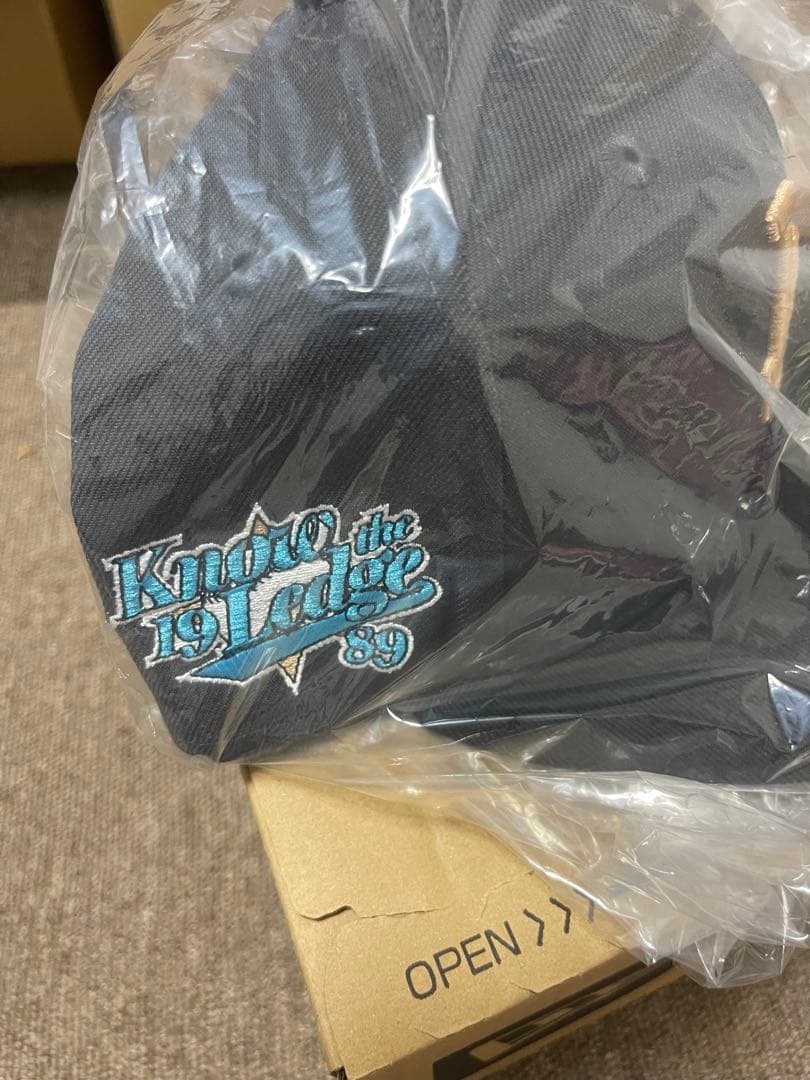 Know the
Ledge
19 89
OPEN >>>